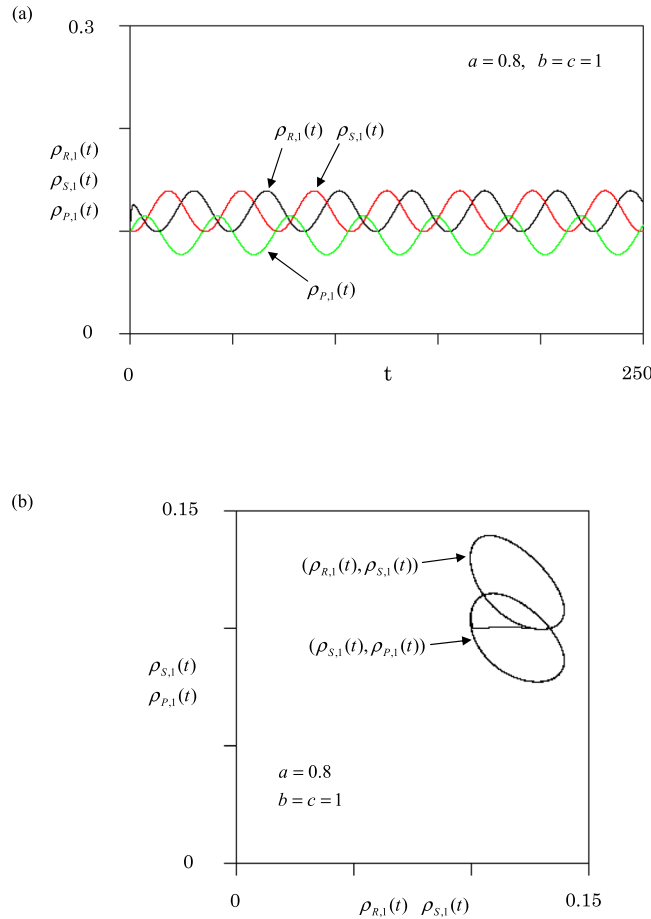 (a)
0.3
a = 0.8, b = c = 1
ρR,1(t) ρS,1(t)
ρR,1(t)
ρS,1(t)
ρP,1(t)
ρP,1(t)
0
0
t
250
(b)
0.15
(ρR,1(t), ρS,1(t))
(ρS,1(t), ρP,1(t))
ρS,1(t)
ρP,1(t)
a = 0.8
b = c = 1
0
0
ρR,1(t) ρS,1(t)
0.15